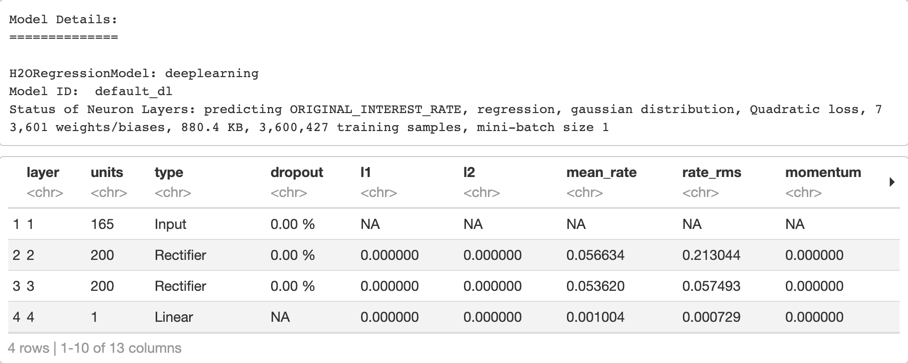 Model Details:
==============
H2ORegressionModel: deeplearning
Model ID:  default_dl
Status of Neuron Layers: predicting ORIGINAL_INTEREST_RATE, regression, gaussian distribution, Quadratic loss, 7
3,601 weights/biases, 880.4 KB, 3,600,427 training samples, mini-batch size 1
layer units type dropout l1 l2 mean_rate rate_rms momentum
<chr> <chr> <chr> <chr> <chr> <chr> <chr> <chr> <chr>
1 1 165 Input 0.00 % NA NA NA NA NA
2 2 200 Rectifier 0.00 % 0.000000 0.000000 0.056634 0.213044 0.000000
3 3 200 Rectifier 0.00 % 0.000000 0.000000 0.053620 0.057493 0.000000
4 4 1 Linear NA 0.000000 0.000000 0.001004 0.000729 0.000000
4 rows | 1-10 of 13 columns